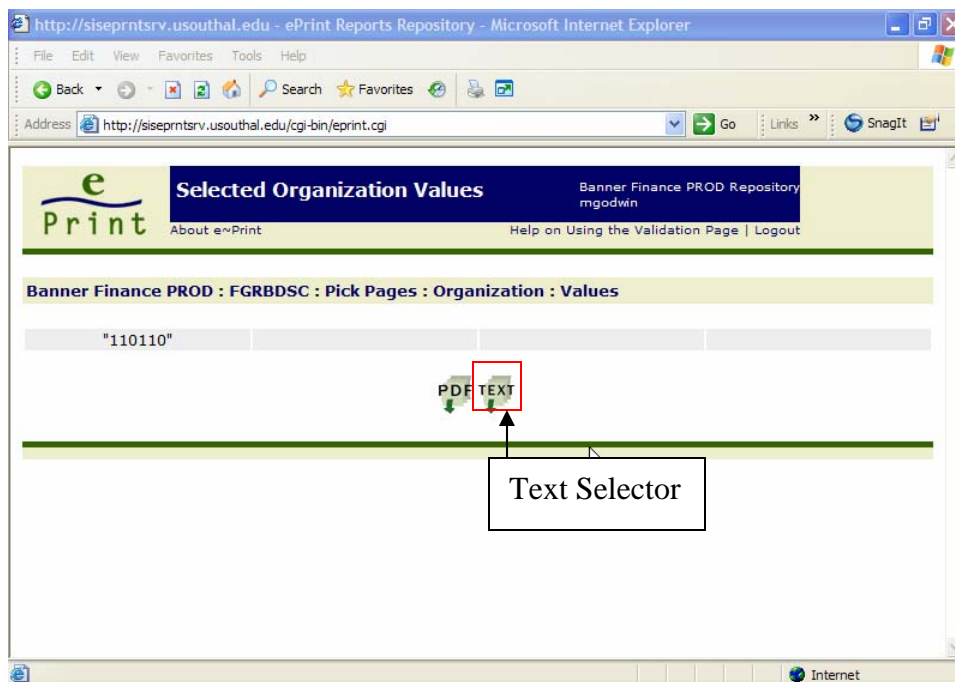 http://siseprntsrv.usouthal.edu - ePrint Reports Repository - Microsoft Internet Explorer
File Edit View Favorites Tools Help
Back Search Favorites
Address http://siseprntsrv.usouthal.edu/cgi-bin/eprint.cgi Go Links » SnagIt
e
Print
Selected Organization Values
Banner Finance PROD Repository
mgodwin
About e~Print
Help on Using the Validation Page | Logout
Banner Finance PROD : FGRBDSC : Pick Pages : Organization : Values
"110110"
PDF TEXT
Text Selector
Internet